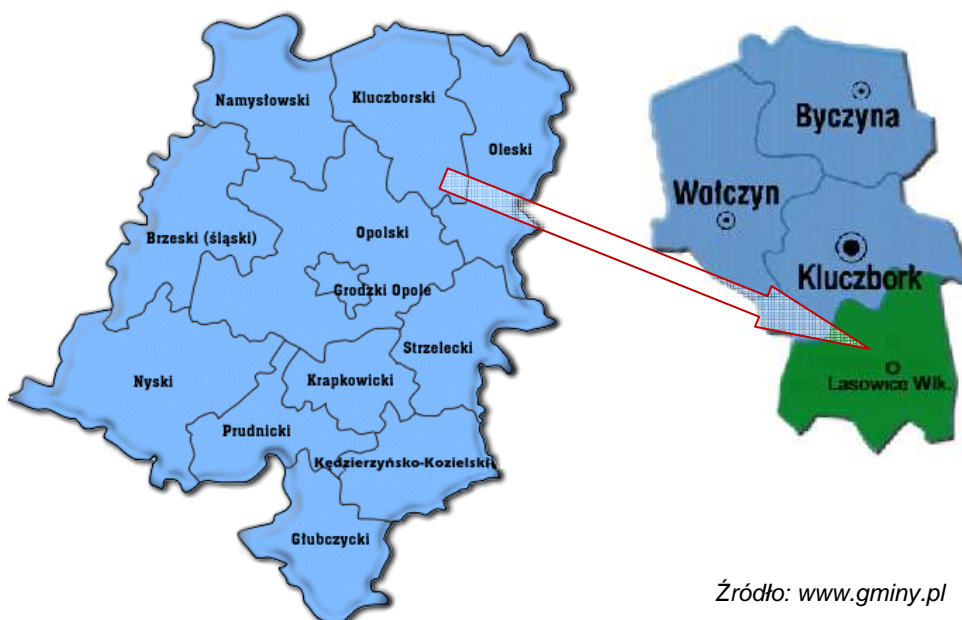 Namysłowski
Kluczborski
Oleski
Brzeski (śląski)
Opolski
Grodzki Opole
Strzelecki
Nyski
Krapkowicki
Prudnicki
Kędzierzyńsko-Kozielski
Głubczycki
Byczyna
Wołczyn
Kluczbork
Lasowice Wlk.
Źródło: www.gminy.pl